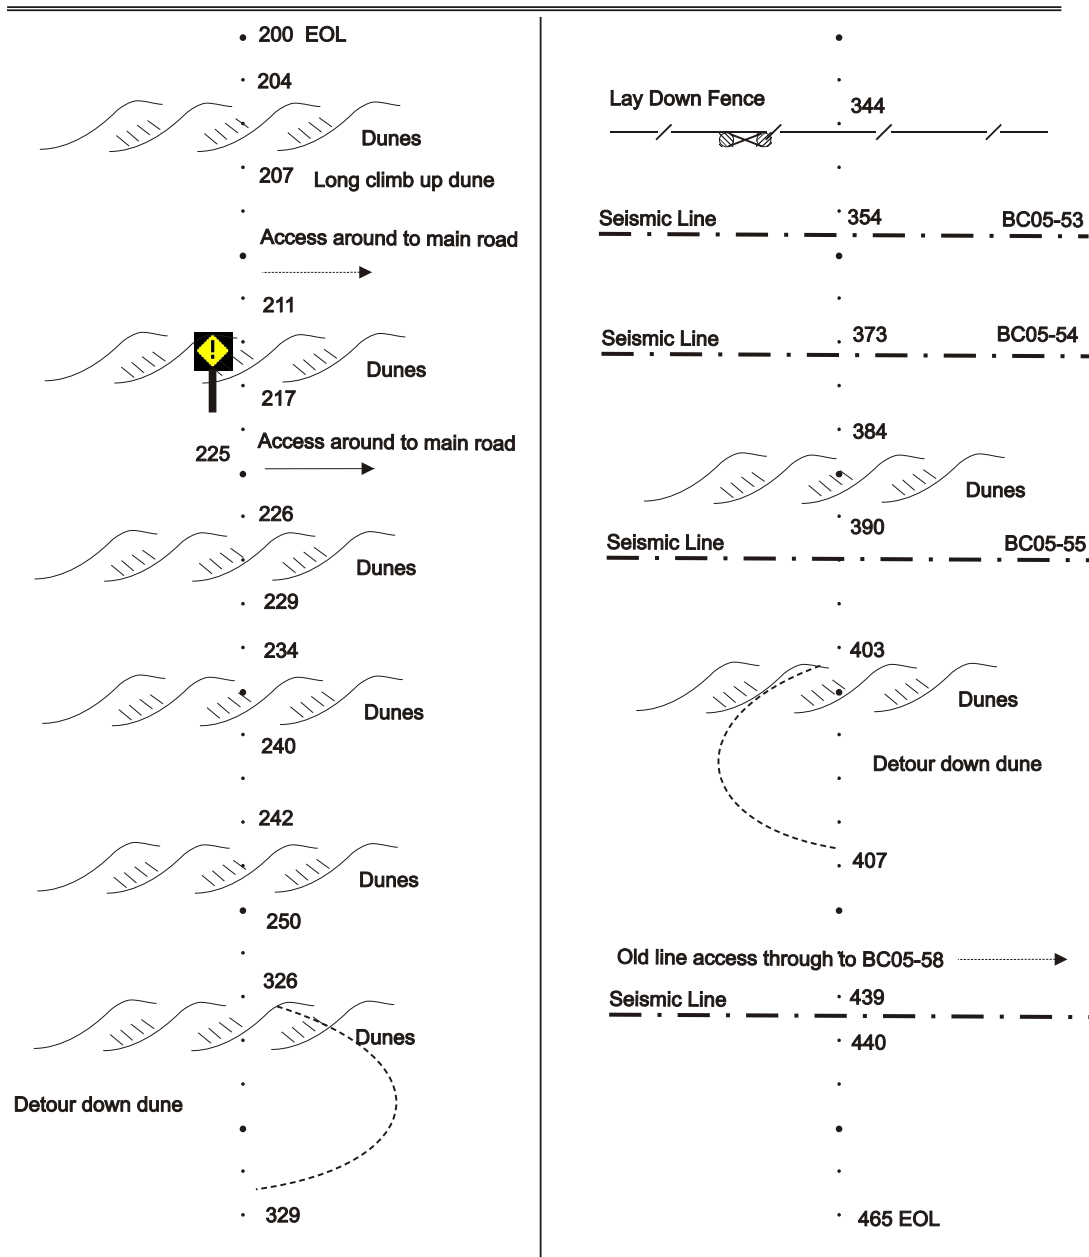 200 EOL
204
Dunes
207 Long climb up dune
Access around to main road
211
!
Dunes
217
225 Access around to main road
226
Dunes
229
234
Dunes
240
242
Dunes
250
326
Dunes
Detour down dune
329
Lay Down Fence 344
Seismic Line 354 BC05-53
Seismic Line 373 BC05-54
384
Dunes
390
Seismic Line BC05-55
403
Dunes
Detour down dune
407
Old line access through to BC05-58
Seismic Line 439
440
465 EOL